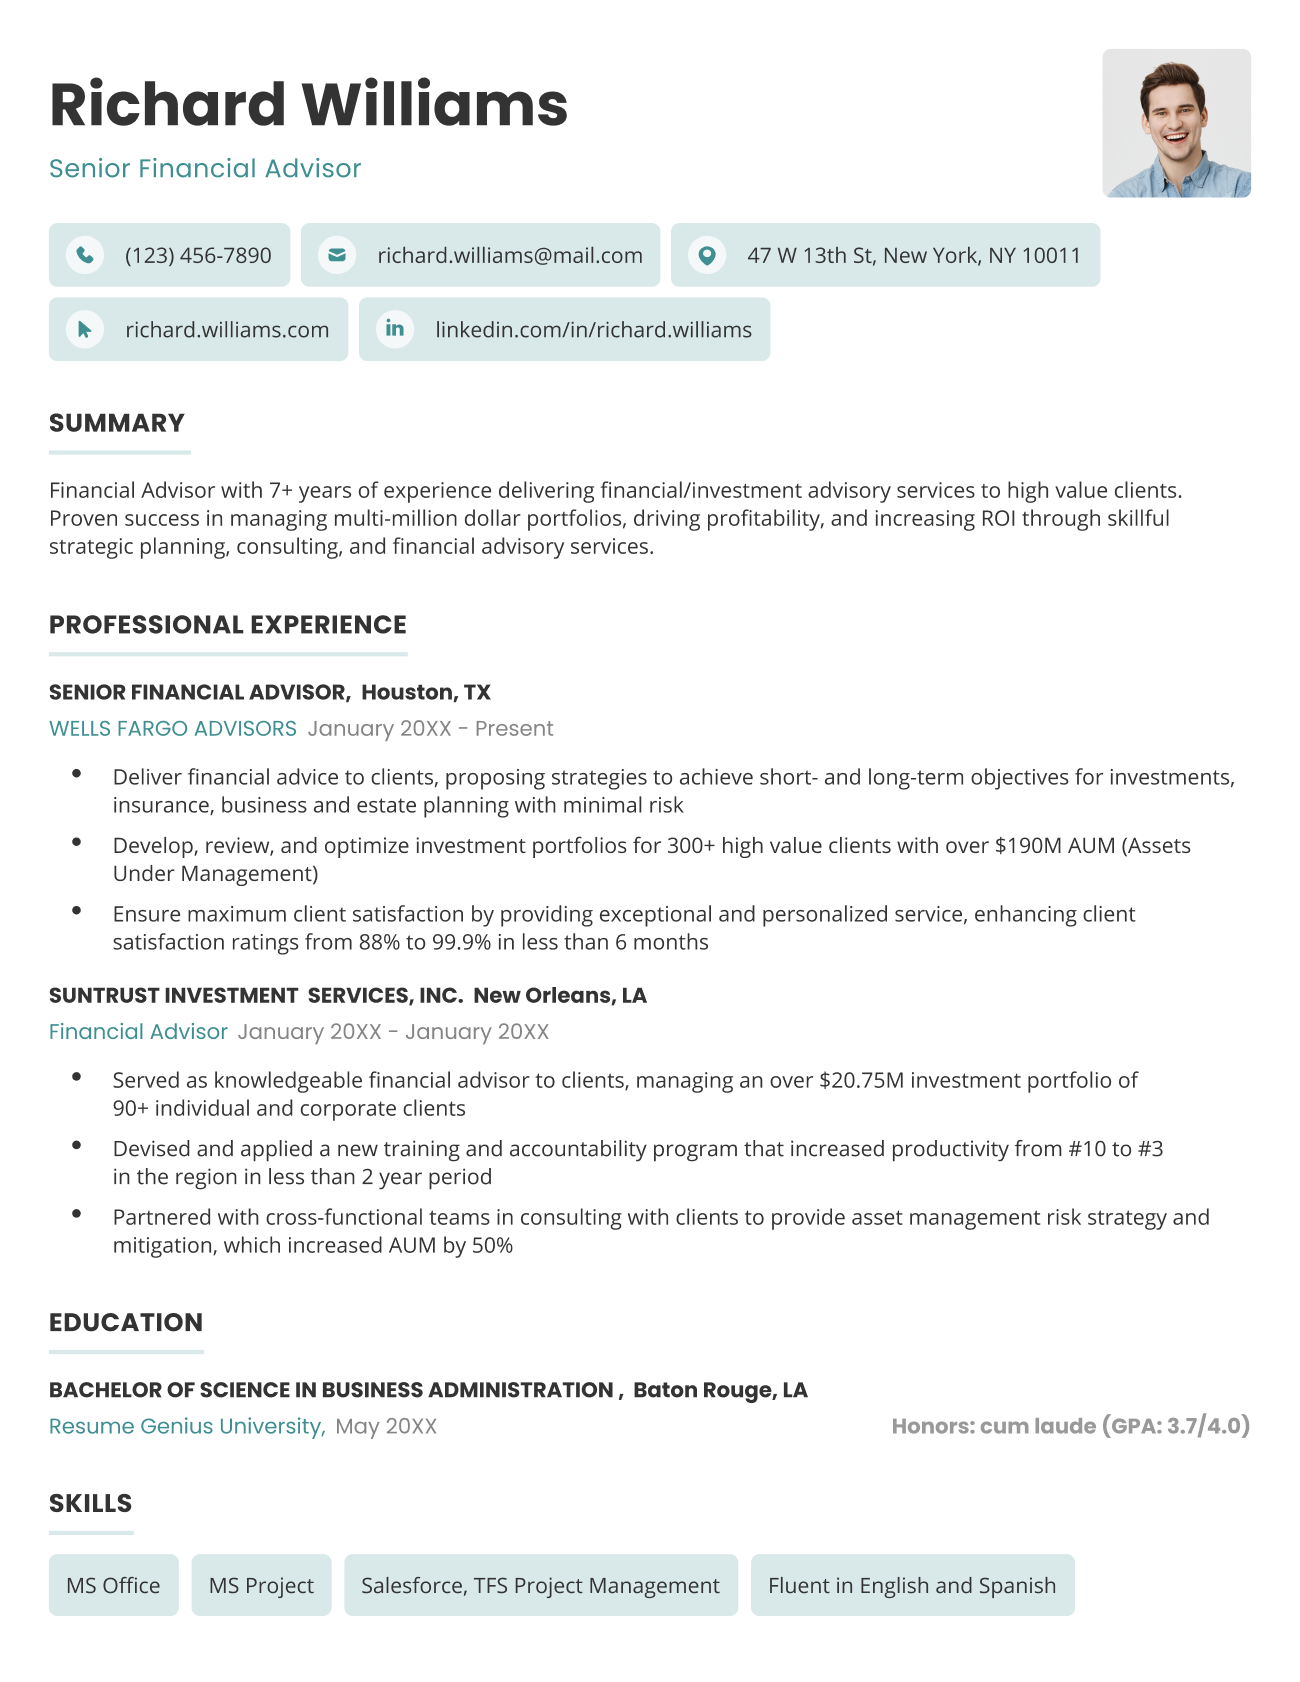 Richard Williams
Senior Financial Advisor
(123) 456-7890
richard.williams@mail.com
47 W 13th St, New York, NY 10011
richard.williams.com
linkedin.com/in/richard.williams
SUMMARY
Financial Advisor with 7+ years of experience delivering financial/investment advisory services to high value clients.
Proven success in managing multi-million dollar portfolios, driving profitability, and increasing ROI through skillful
strategic planning, consulting, and financial advisory services.
PROFESSIONAL EXPERIENCE
SENIOR FINANCIAL ADVISOR, Houston, TX
WELLS FARGO ADVISORS January 20XX - Present
• Deliver financial advice to clients, proposing strategies to achieve short- and long-term objectives for investments,
insurance, business and estate planning with minimal risk
• Develop, review, and optimize investment portfolios for 300+ high value clients with over $190M AUM (Assets
Under Management)
• Ensure maximum client satisfaction by providing exceptional and personalized service, enhancing client
satisfaction ratings from 88% to 99.9% in less than 6 months
SUNTRUST INVESTMENT SERVICES, INC. New Orleans, LA
Financial Advisor January 20XX - January 20XX
• Served as knowledgeable financial advisor to clients, managing an over $20.75M investment portfolio of
90+ individual and corporate clients
• Devised and applied a new training and accountability program that increased productivity from #10 to #3
in the region in less than 2 year period
• Partnered with cross-functional teams in consulting with clients to provide asset management risk strategy and
mitigation, which increased AUM by 50%
EDUCATION
BACHELOR OF SCIENCE IN BUSINESS ADMINISTRATION , Baton Rouge, LA
Resume Genius University, May 20XX Honors: cum laude (GPA: 3.7/4.0)
SKILLS
MS Office
MS Project
Salesforce, TFS Project Management
Fluent in English and Spanish